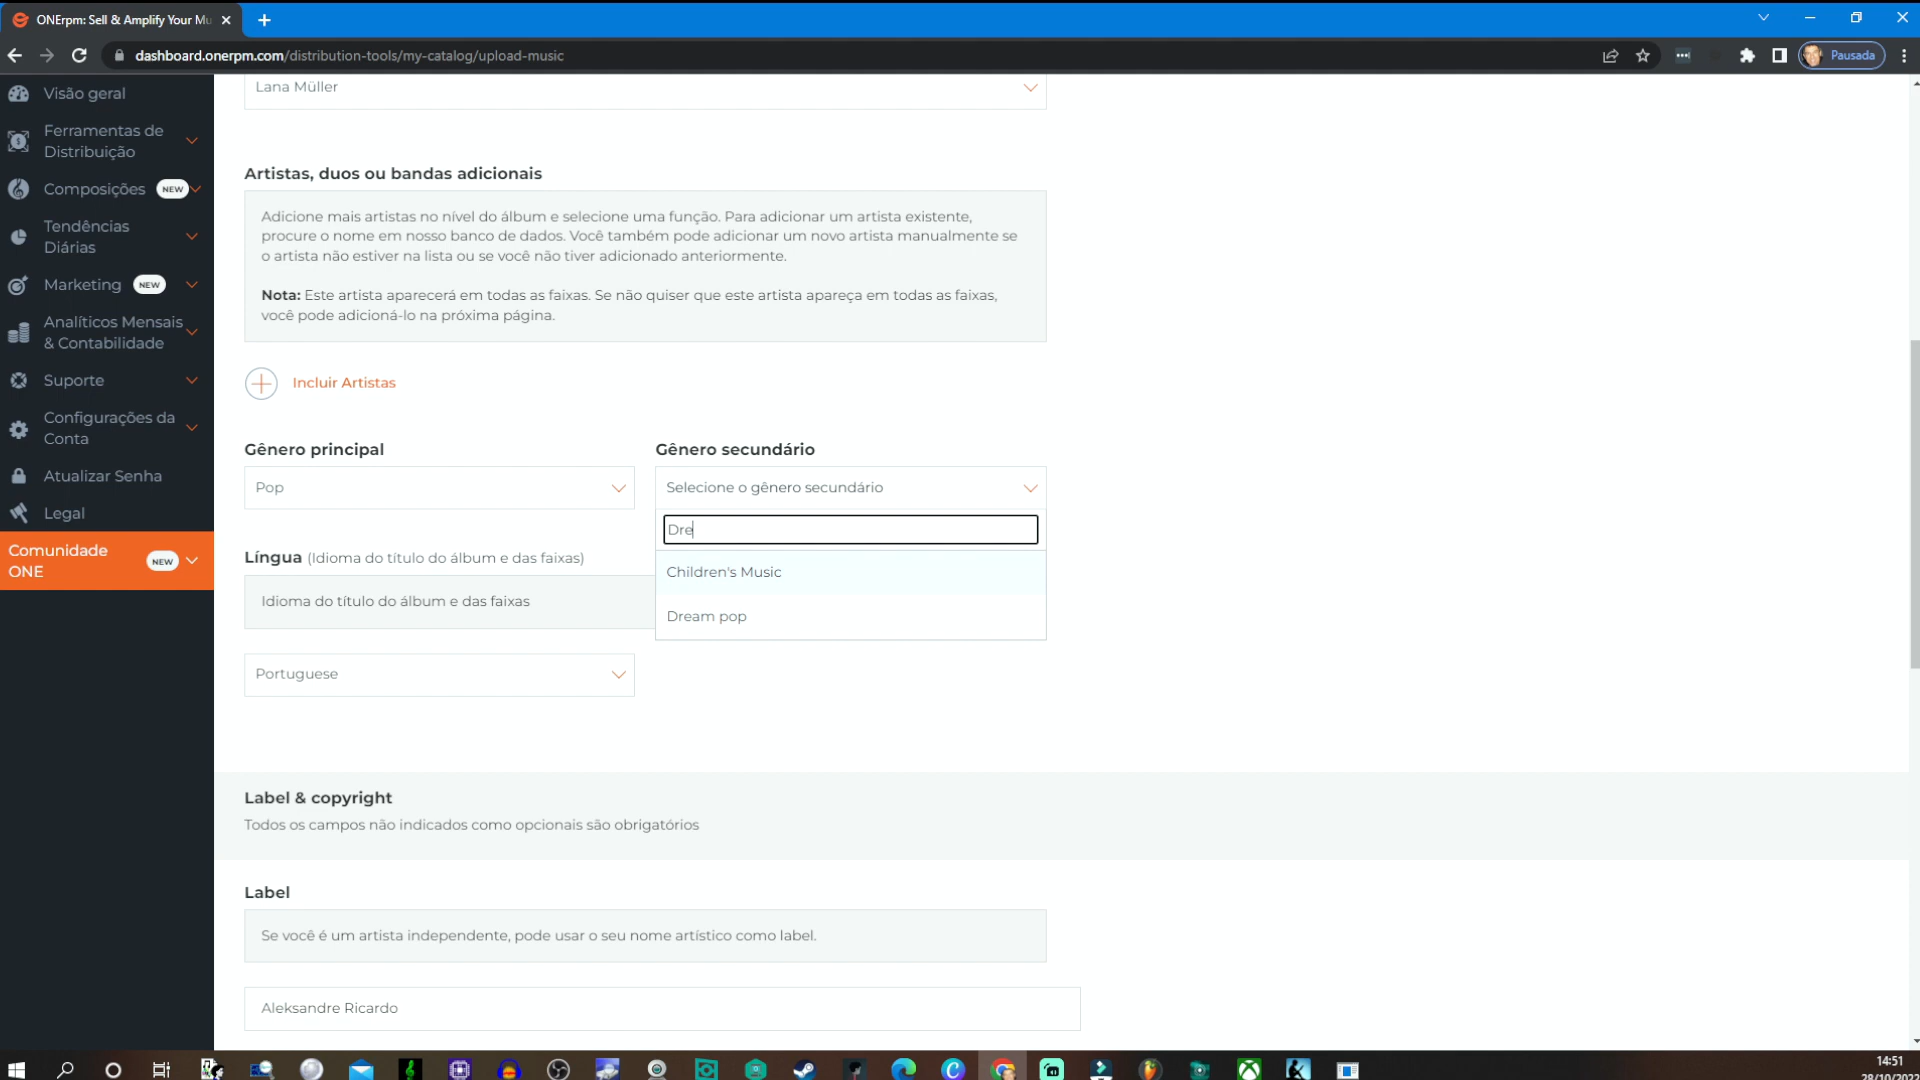 ONErpm: Sell & Amplify Your Mu
dashboard.onerpm.com/distribution-tools/my-catalog/upload-music
Pausada
Visão geral
Ferramentas de
Distribuição
Composições NEW
Tendências
Diárias
Marketing NEW
Analíticos Mensais
& Contabilidade
Suporte
Configurações da
Conta
Atualizar Senha
Legal
Comunidade
ONE
NEW
Lana Müller
Artistas, duos ou bandas adicionais
Adicione mais artistas no nível do álbum e selecione uma função. Para adicionar um artista existente,
procure o nome em nosso banco de dados. Você também pode adicionar um novo artista manualmente se
o artista não estiver na lista ou se você não tiver adicionado anteriormente.
Nota: Este artista aparecerá em todas as faixas. Se não quiser que este artista apareça em todas as faixas,
você pode adicioná-lo na próxima página.
Incluir Artistas
Gênero principal
Pop
Gênero secundário
Selecione o gênero secundário
Dre
Children's Music
Dream pop
Língua (Idioma do título do álbum e das faixas)
Idioma do título do álbum e das faixas
Portuguese
Label & copyright
Todos os campos não indicados como opcionais são obrigatórios
Label
Se você é um artista independente, pode usar o seu nome artístico como label.
Aleksandre Ricardo
14:51
28/10/2022